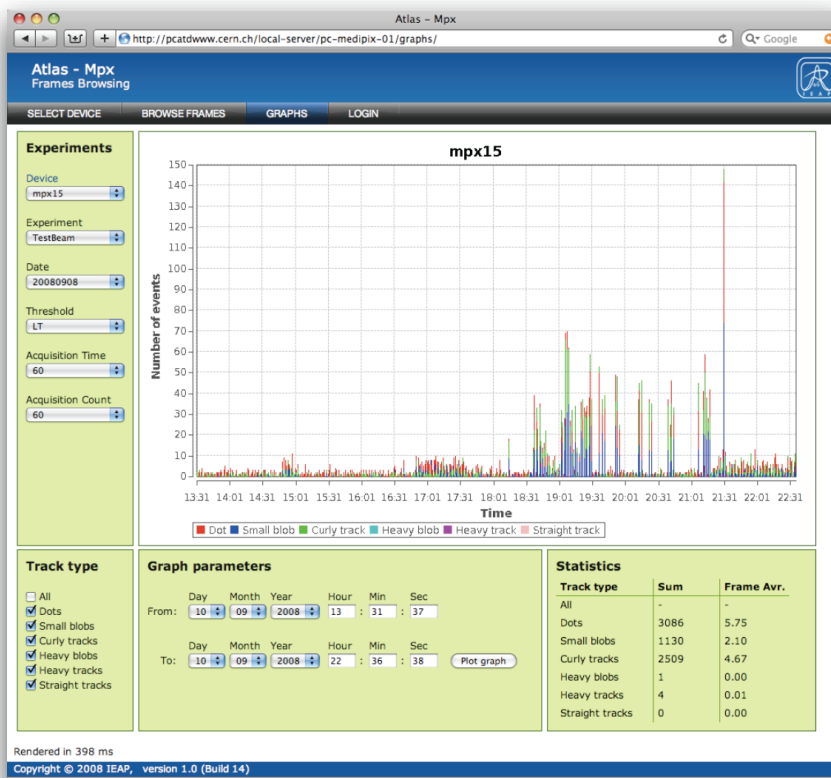 Atlas - Mpx
http://pcatdwww.cern.ch/local-server/pc-medipix-01/graphs/
Google
Atlas - Mpx
Frames Browsing
IEAP
SELECT DEVICE BROWSE FRAMES GRAPHS LOGIN
Experiments
Device
mpx15
Experiment
TestBeam
Date
20080908
Threshold
LT
Acquisition Time
60
Acquisition Count
60
mpx15
Number of events
150
140
130
120
110
100
90
80
70
60
50
40
30
20
10
0
13:31 14:01 14:31 15:01 15:31 16:01 16:31 17:01 17:31 18:01 18:31 19:01 19:31 20:01 20:31 21:01 21:31 22:01 22:31
Time
Dot Small blob Curly track Heavy blob Heavy track Straight track
Track type
All
Dots
Small blobs
Curly tracks
Heavy blobs
Heavy tracks
Straight tracks
Graph parameters
Day Month Year Hour Min Sec
From: 10 09 2008 13 : 31 : 37
Day Month Year Hour Min Sec
To: 10 09 2008 22 : 36 : 38 Plot graph
Statistics
Track type Sum Frame Avr.
All - -
Dots 3086 5.75
Small blobs 1130 2.10
Curly tracks 2509 4.67
Heavy blobs 1 0.00
Heavy tracks 4 0.01
Straight tracks 0 0.00
Rendered in 398 ms
Copyright © 2008 IEAP, version 1.0 (Build 14)